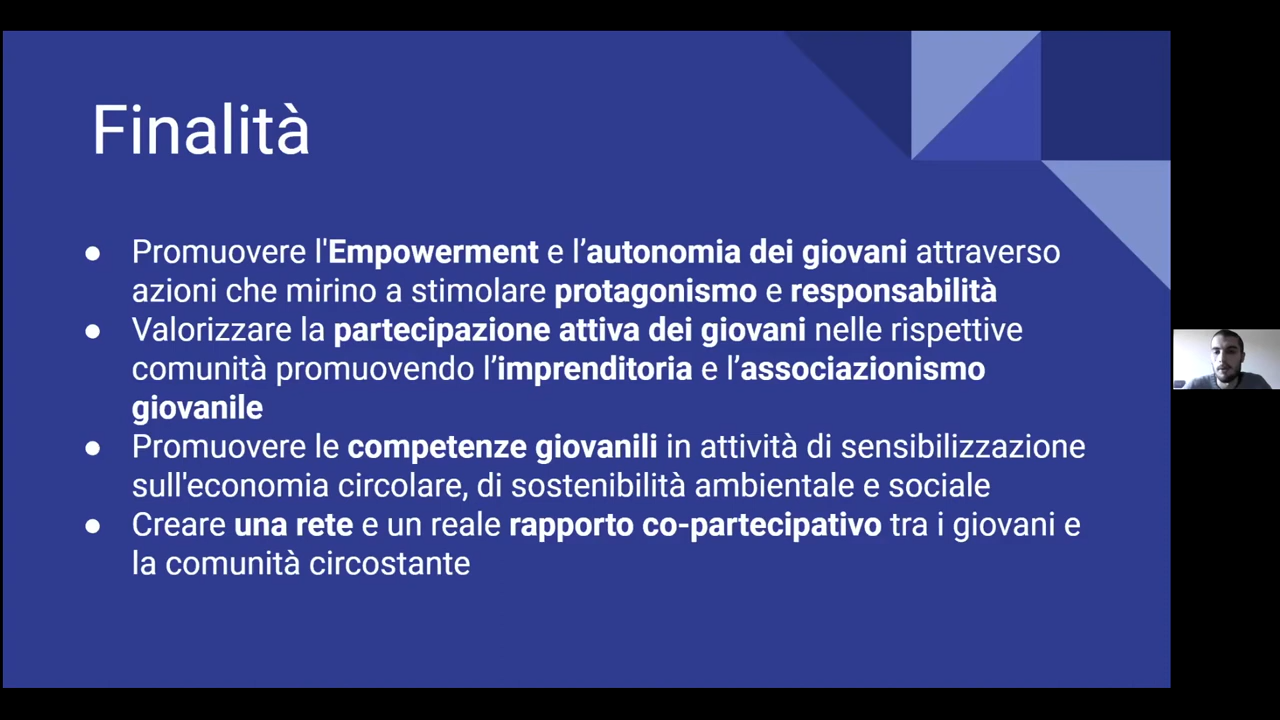 Finalità
● Promuovere l'Empowerment e l’autonomia dei giovani attraverso
azioni che mirino a stimolare protagonismo e responsabilità
● Valorizzare la partecipazione attiva dei giovani nelle rispettive
comunità promuovendo l’imprenditoria e l’associazionismo
giovanile
● Promuovere le competenze giovanili in attività di sensibilizzazione
sull'economia circolare, di sostenibilità ambientale e sociale
● Creare una rete e un reale rapporto co-partecipativo tra i giovani e
la comunità circostante